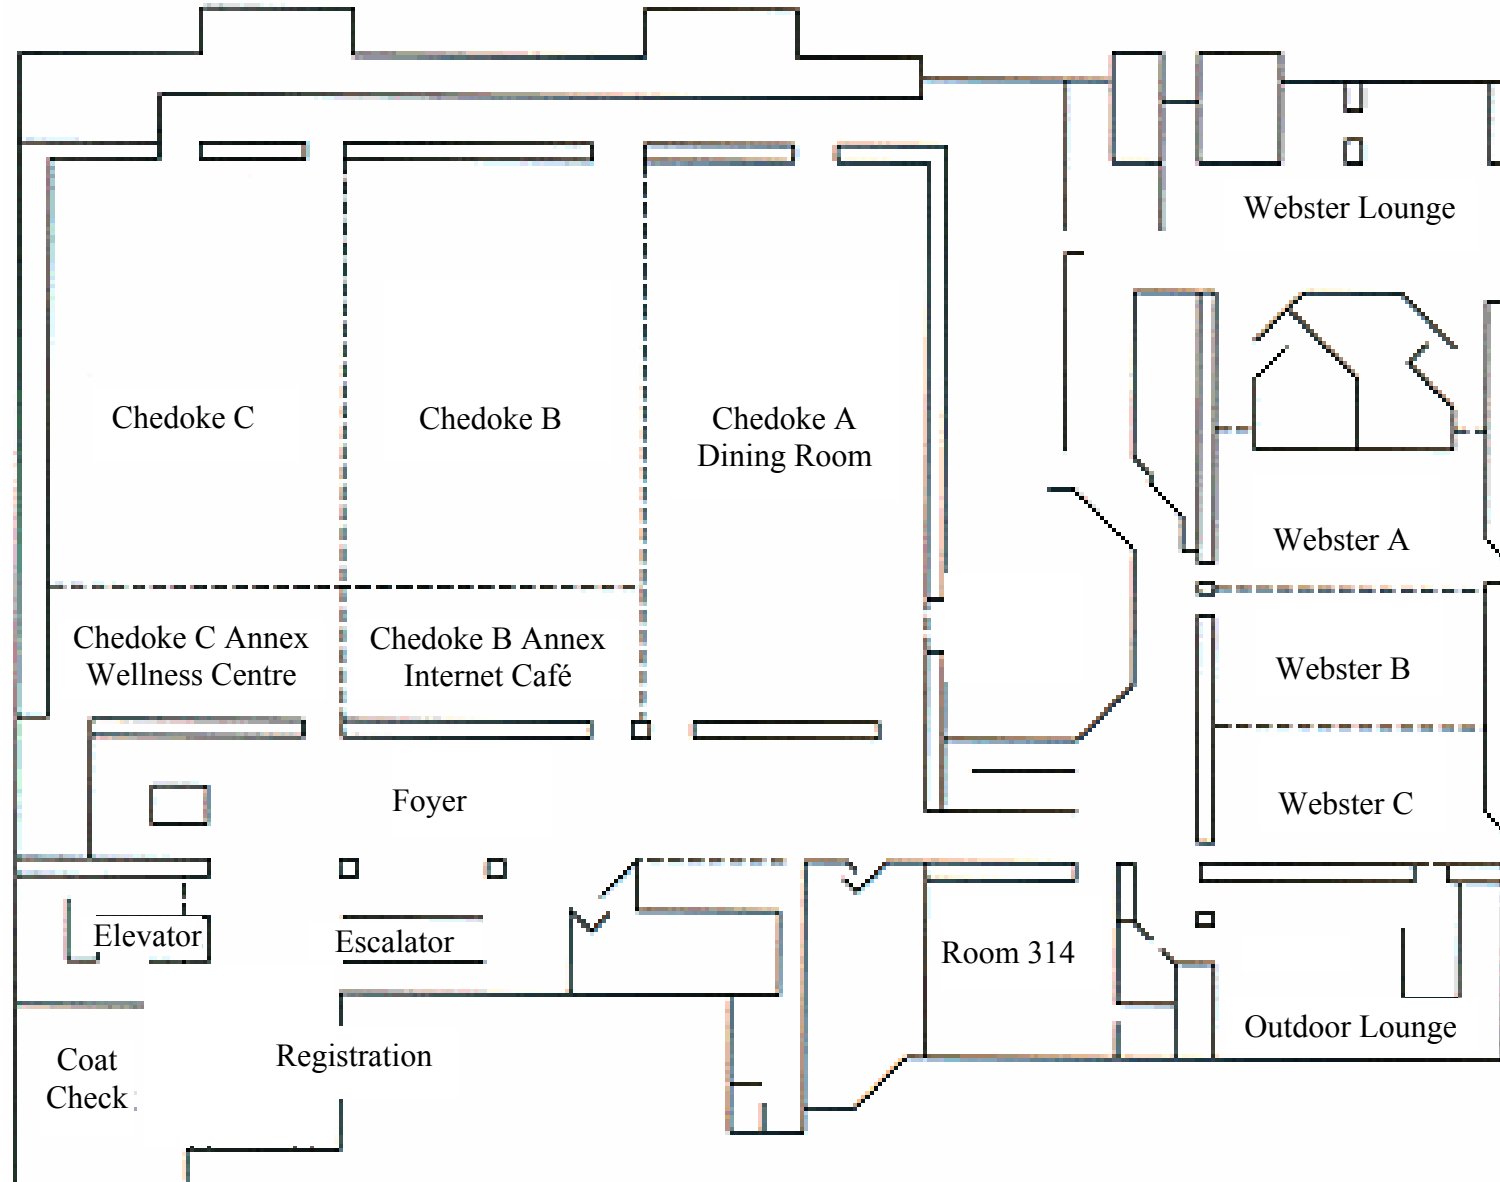 Webster Lounge
Chedoke C
Chedoke B
Chedoke A
Dining Room
Webster A
Chedoke C Annex
Wellness Centre
Chedoke B Annex
Internet Café
Webster B
Foyer
Webster C
Elevator
Escalator
Room 314
Outdoor Lounge
Coat
Check
Registration